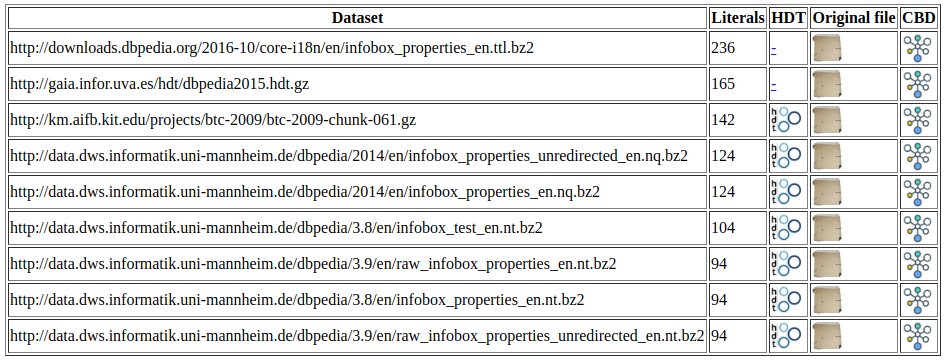 Dataset Literals HDT Original file CBD
http://downloads.dbpedia.org/2016-10/core-i18n/en/infobox_properties_en.ttl.bz2 236 -
http://gaia.infor.uva.es/hdt/dbpedia2015.hdt.gz 165 -
http://km.aifb.kit.edu/projects/btc-2009/btc-2009-chunk-061.gz 142 hdt
http://data.dws.informatik.uni-mannheim.de/dbpedia/2014/en/infobox_properties_unredirected_en.nq.bz2 124 hdt
http://data.dws.informatik.uni-mannheim.de/dbpedia/2014/en/infobox_properties_en.nq.bz2 124 hdt
http://data.dws.informatik.uni-mannheim.de/dbpedia/3.8/en/infobox_test_en.nt.bz2 104 hdt
http://data.dws.informatik.uni-mannheim.de/dbpedia/3.9/en/raw_infobox_properties_en.nt.bz2 94 hdt
http://data.dws.informatik.uni-mannheim.de/dbpedia/3.8/en/infobox_properties_en.nt.bz2 94 hdt
http://data.dws.informatik.uni-mannheim.de/dbpedia/3.9/en/raw_infobox_properties_unredirected_en.nt.bz2 94 hdt